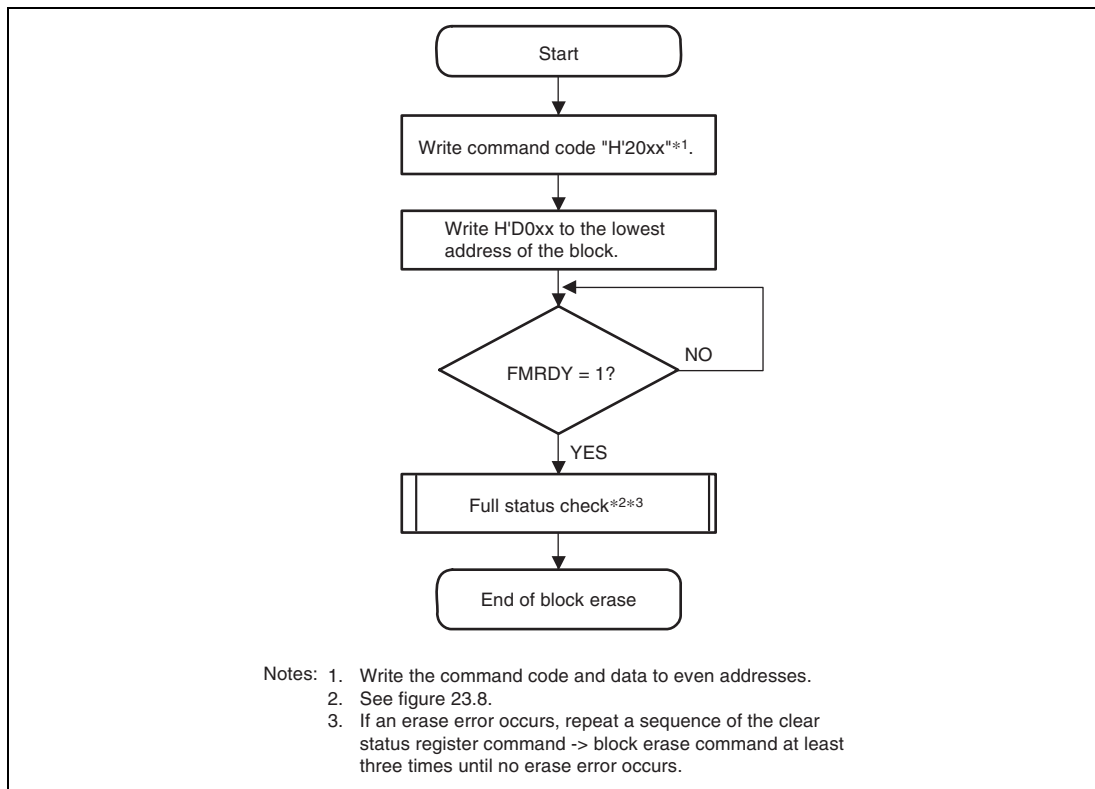 Start
Write command code "H'20xx"*1.
Write H'D0xx to the lowest
address of the block.
FMRDY = 1?
NO
YES
Full status check*2*3
End of block erase
Notes: 1. Write the command code and data to even addresses.
2. See figure 23.8.
3. If an erase error occurs, repeat a sequence of the clear
status register command -> block erase command at least
three times until no erase error occurs.